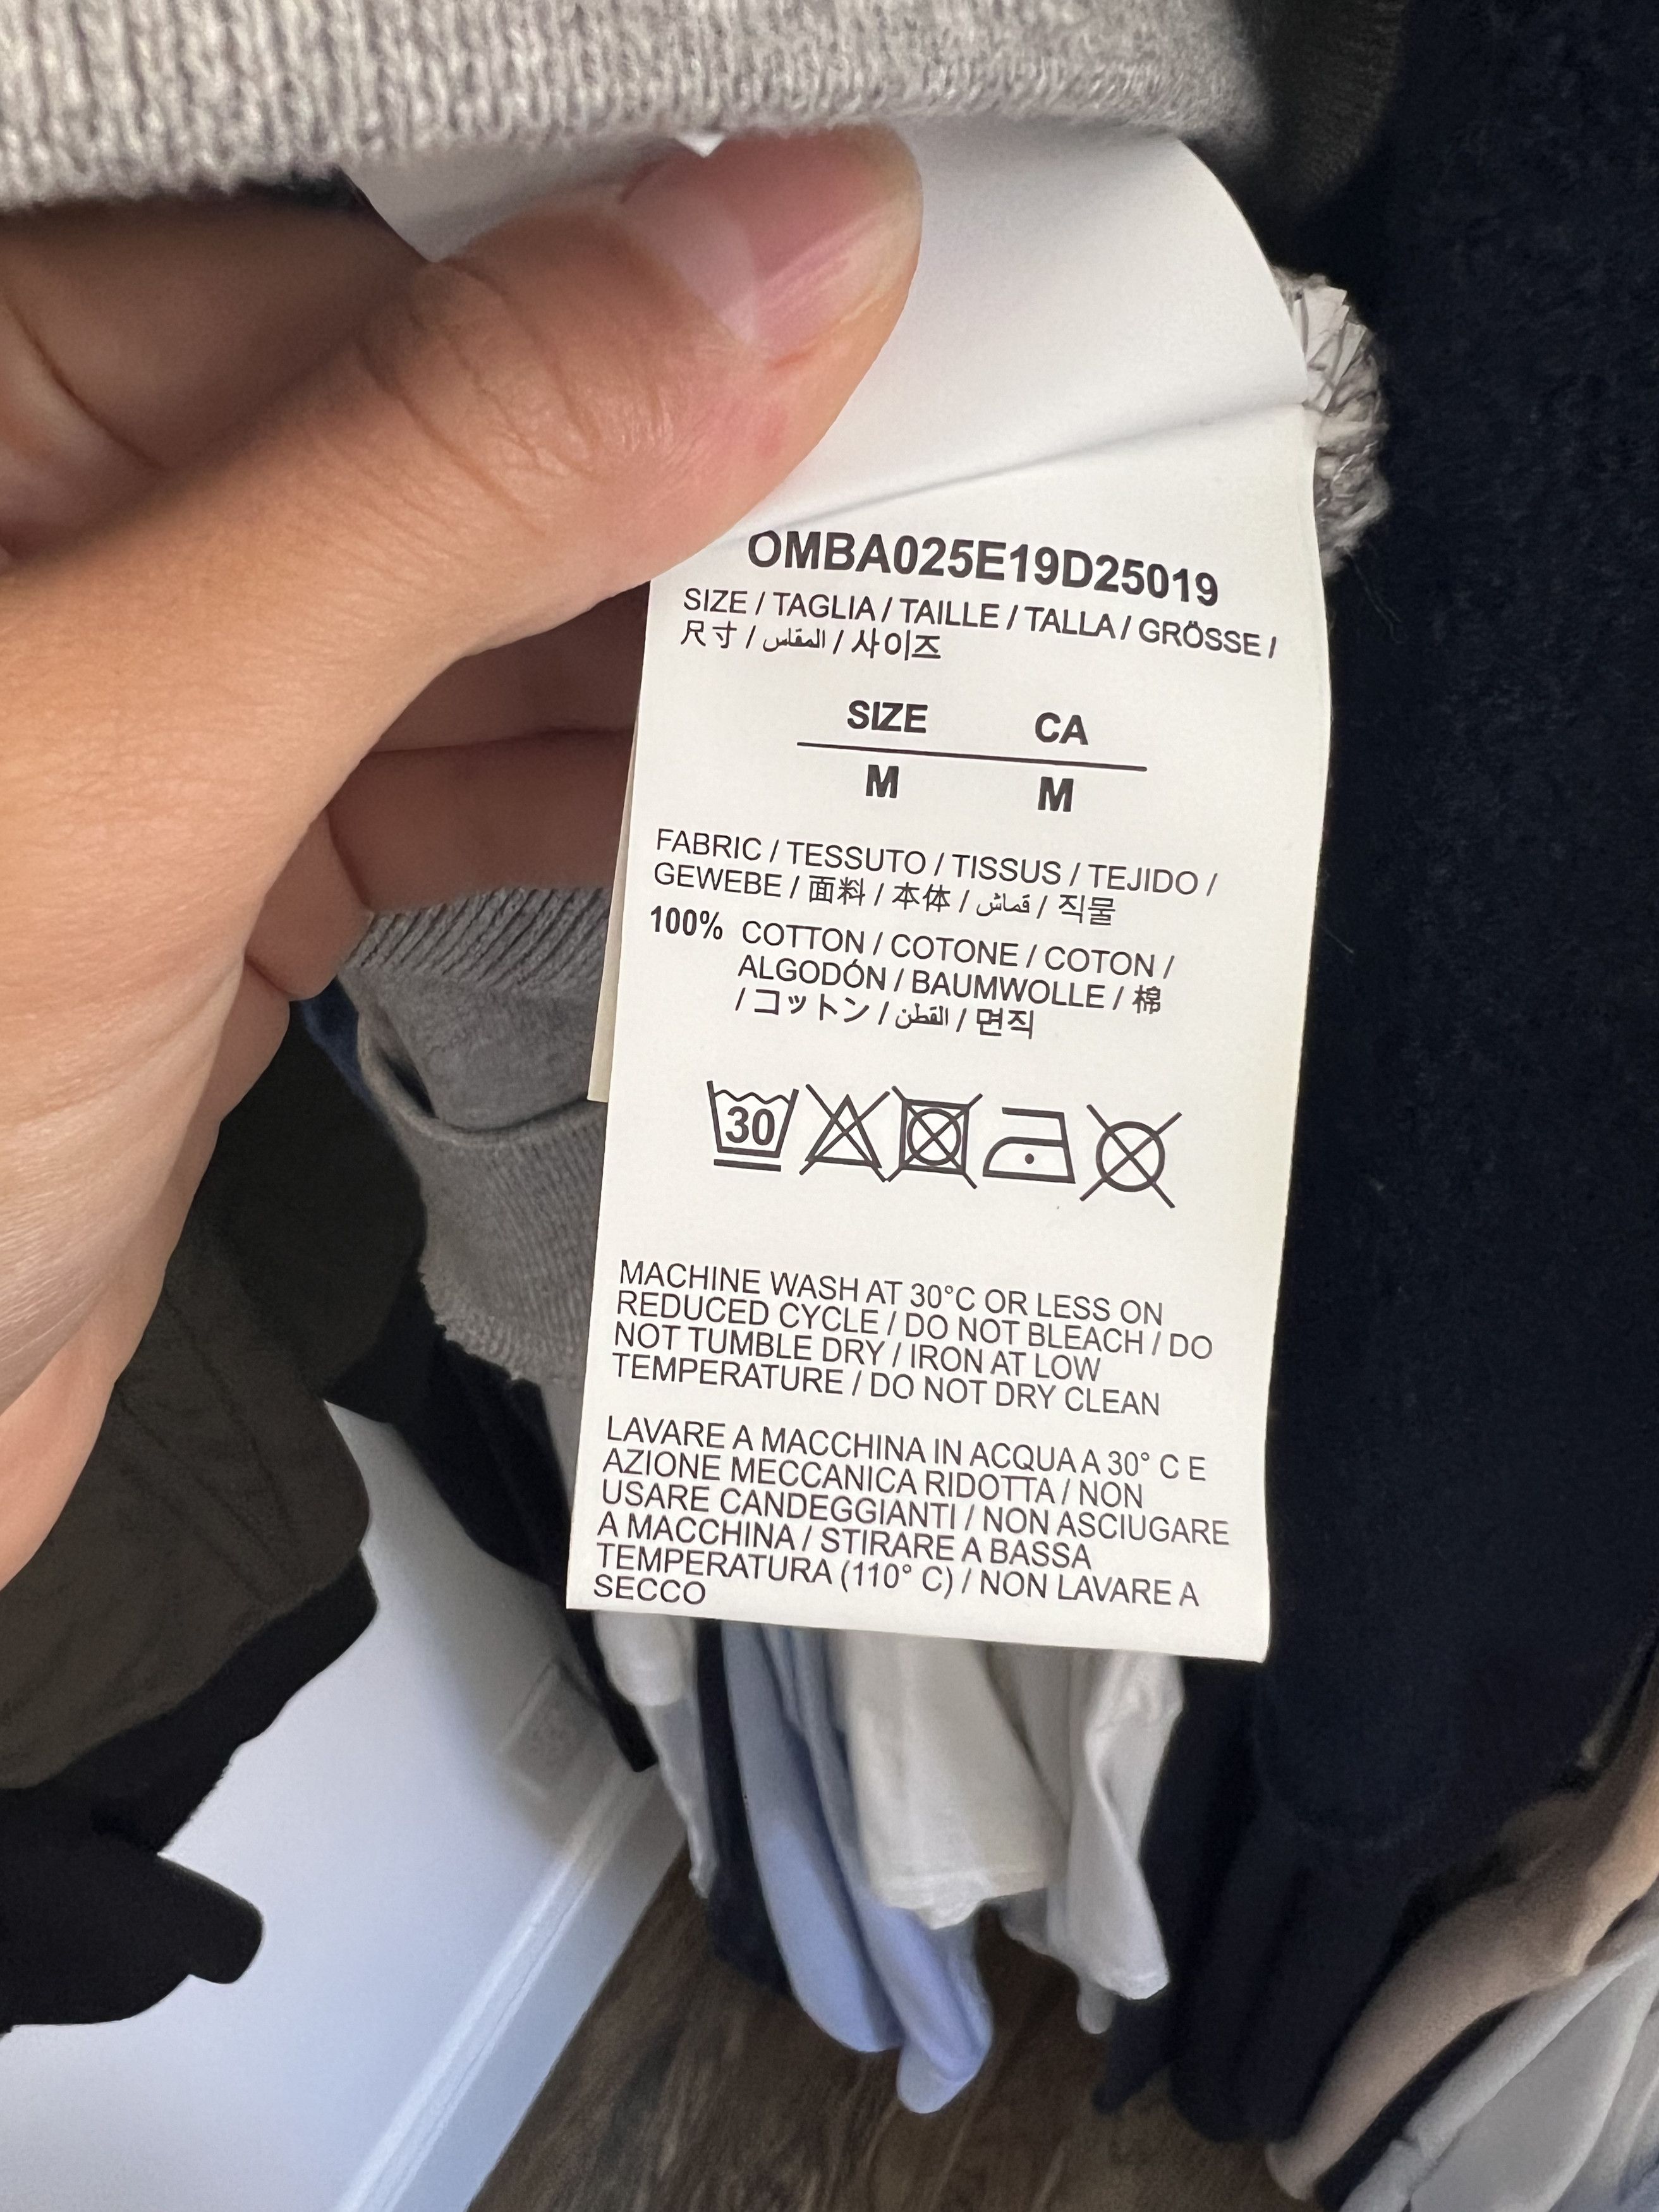 OMBA025E19D25019
SIZE / TAGLIA / TAILLE / TALLA / GRÖSSE /
尺寸 / المقاس / 사이즈
SIZE CA
M M
FABRIC / TESSUTO / TISSUS / TEJIDO /
GEWEBE / 面料 / 本体 / قماش / 직물
100% COTTON / COTONE / COTON /
ALGODÓN / BAUMWOLLE / 棉
/ コットン / القطن / 면직
30
MACHINE WASH AT 30°C OR LESS ON
REDUCED CYCLE / DO NOT BLEACH / DO
NOT TUMBLE DRY / IRON AT LOW
TEMPERATURE / DO NOT DRY CLEAN
LAVARE A MACCHINA IN ACQUA A 30° C E
AZIONE MECCANICA RIDOTTA / NON
USARE CANDEGGIANTI / NON ASCIUGARE
A MACCHINA / STIRARE A BASSA
TEMPERATURA (110° C) / NON LAVARE A
SECCO